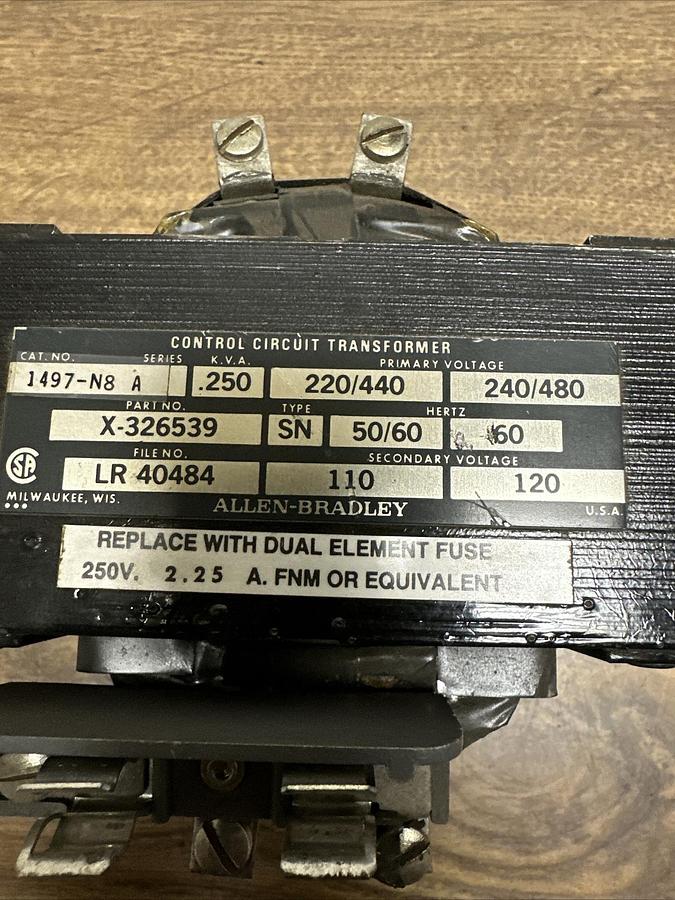 CONTROL CIRCUIT TRANSFORMER
CAT. NO. SERIES K.V.A. PRIMARY VOLTAGE
1497-N8 A .250 220/440 240/480
PART NO. TYPE HERTZ
X-326539 SN 50/60 60
FILE NO. SECONDARY VOLTAGE
SA LR 40484 110 120
MILWAUKEE, WIS. ALLEN-BRADLEY U.S.A.
REPLACE WITH DUAL ELEMENT FUSE
250V. 2.25 A. FNM OR EQUIVALENT